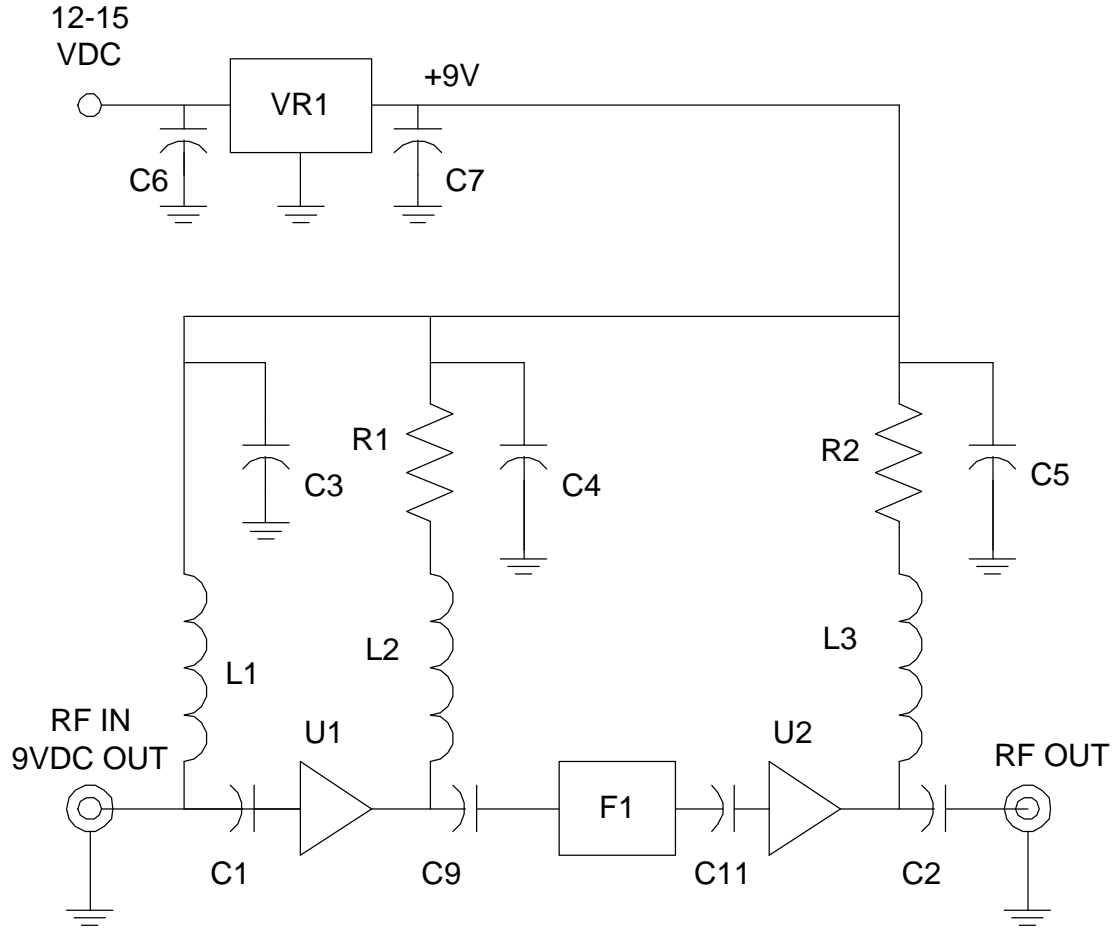 12-15
VDC
VR1
+9V
C6
C7
R1
R2
C3
C4
C5
L1
L2
L3
RF IN
9VDC OUT
U1
U2
RF OUT
F1
C1
C9
C11
C2